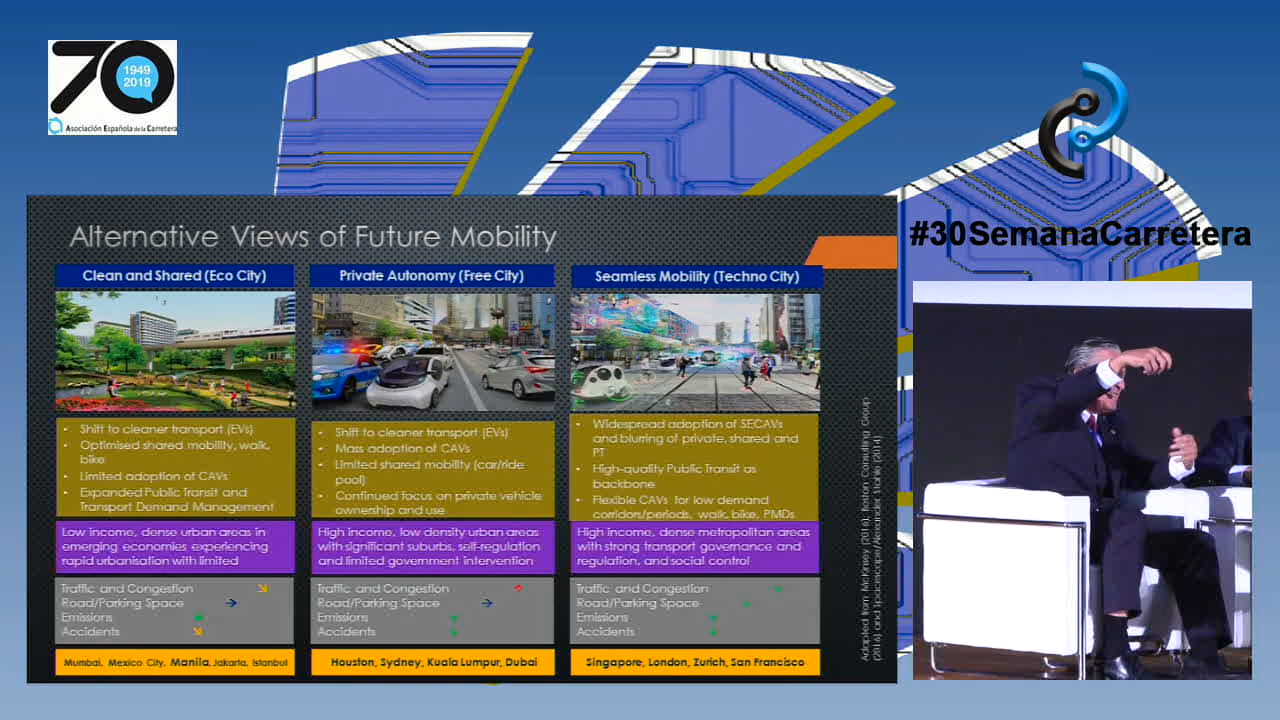 70
1949
2019
Asociación Española de la Carretera
#30SemanaCarretera
Alternative Views of Future Mobility
Clean and Shared (Eco City)
• Shift to cleaner transport (EVs)
• Optimised shared mobility, walk,
bike
• Limited adoption of CAVs
• Expanded Public Transit and
Transport Demand Management
Low income, dense urban areas in
emerging economies experiencing
rapid urbanisation with limited
Traffic and Congestion
Road/Parking Space
Emissions
Accidents
Mumbai, Mexico City, Manila, Jakarta, Istanbul
Private Autonomy (Free City)
• Shift to cleaner transport (EVs)
• Mass adoption of CAVs
• Limited shared mobility (car/ride
pool)
• Continued focus on private vehicle
ownership and use
High income, low density urban areas
with significant suburbs, self-regulation
and limited government intervention
Traffic and Congestion
Road/Parking Space
Emissions
Accidents
Houston, Sydney, Kuala Lumpur, Dubai
Seamless Mobility (Techno City)
• Widespread adoption of SECAVs
and blurring of private, shared and
PT
• High-quality Public Transit as
backbone
• Flexible CAVs for low demand
corridors/periods, walk, bike, PMDs
High income, dense metropolitan areas
with strong transport governance and
regulation, and social control
Traffic and Congestion
Road/Parking Space
Emissions
Accidents
Singapore, London, Zurich, San Francisco
Adapted from McKinsey (2016), Boston Consulting Group
(2016) and Spacescape/Alexander Stahle (2014)